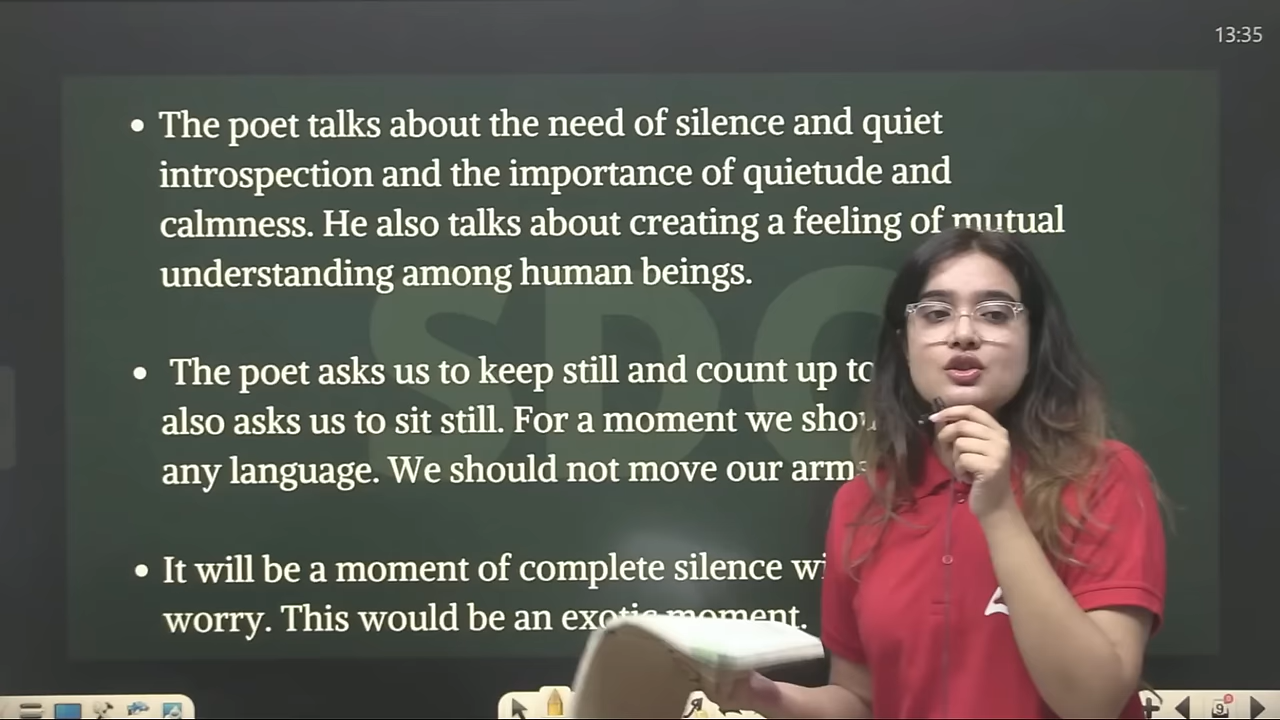 13:35
• The poet talks about the need of silence and quiet
introspection and the importance of quietude and
calmness. He also talks about creating a feeling of mutual
understanding among human beings.
• The poet asks us to keep still and count up to
also asks us to sit still. For a moment we
any language. We should not move our
• It will be a moment of complete silence
worry. This would be an exotic moment.
SDC